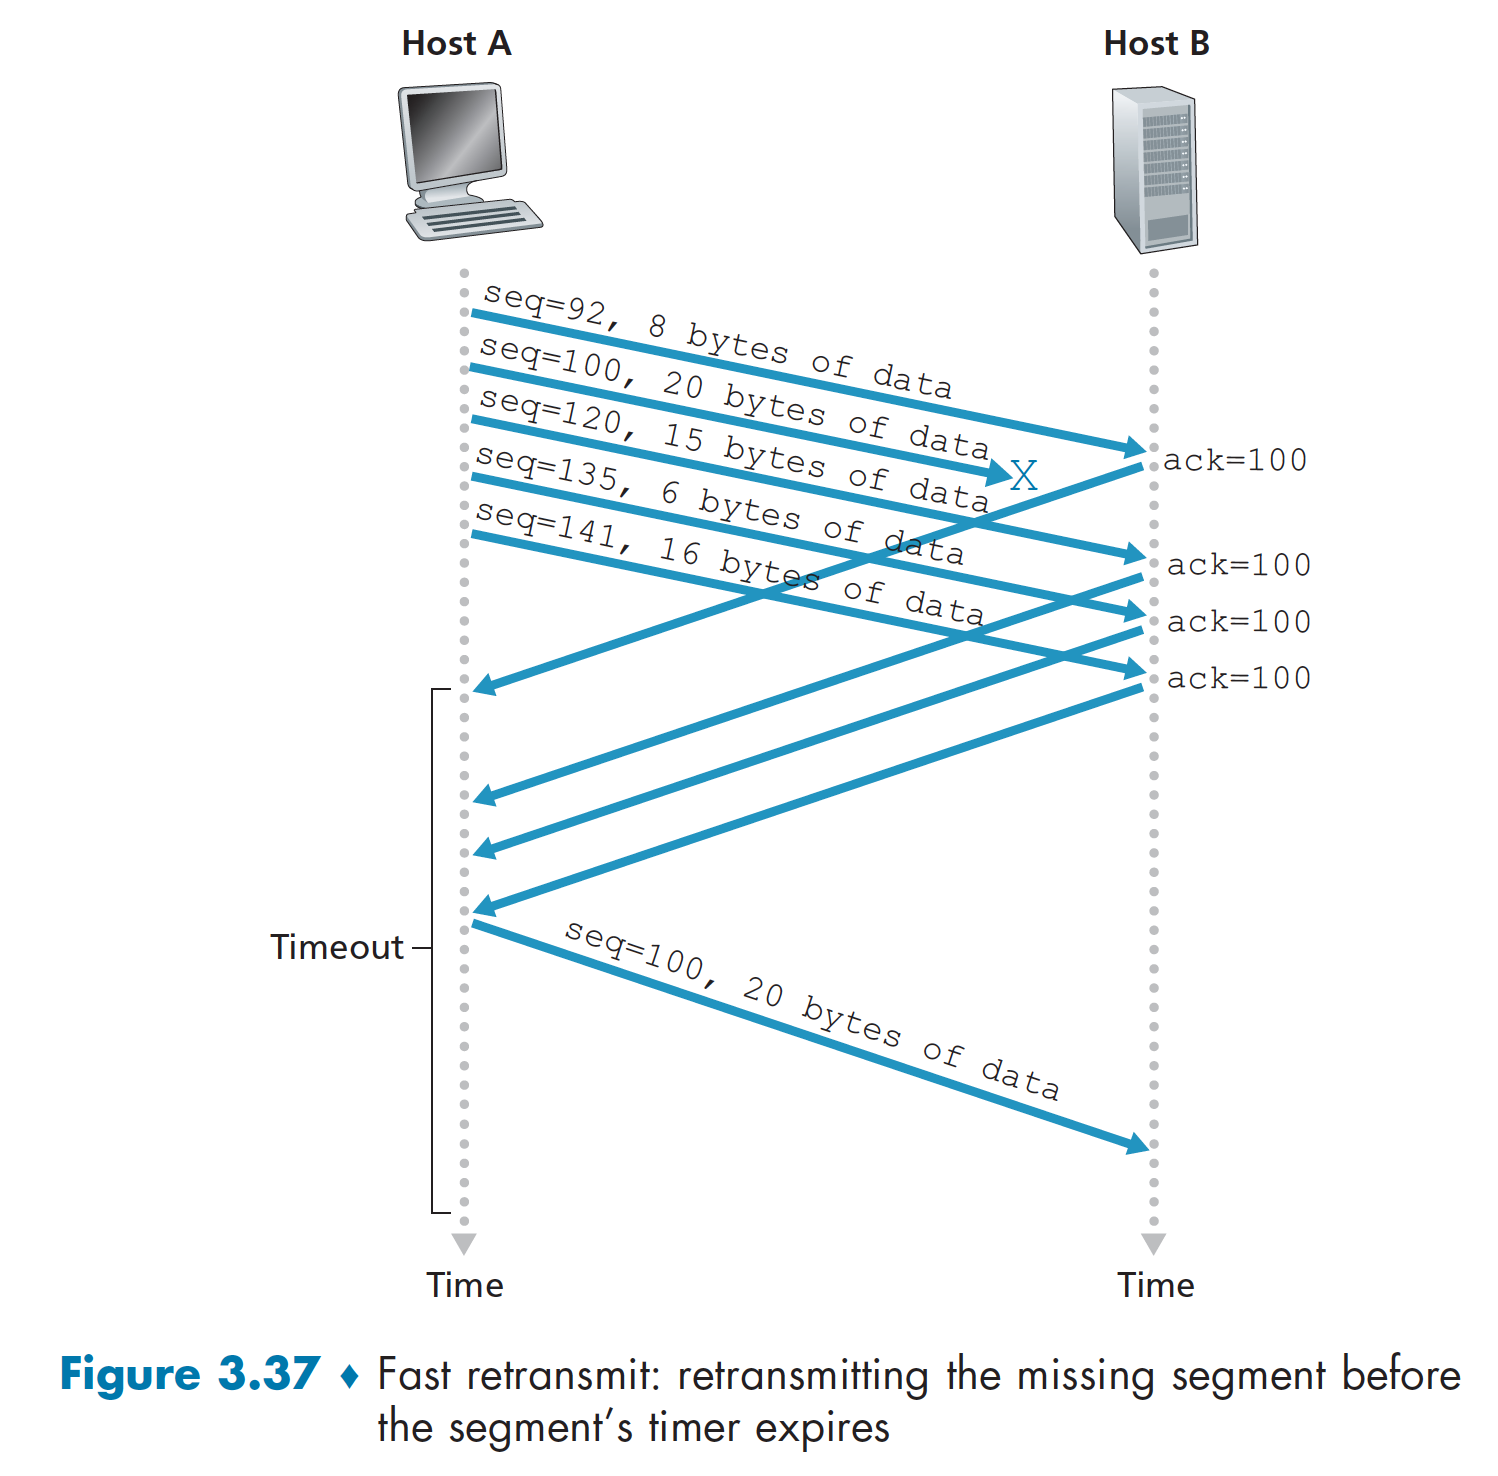 Host A
Host B
seq=92, 8 bytes of data
seq=100, 20 bytes of data
seq=120, 15 bytes of data
seq=135, 6 bytes of data
seq=141, 16 bytes of data
X
ack=100
ack=100
ack=100
ack=100
Timeout
seq=100, 20 bytes of data
Time
Time
Figure 3.37 ♦ Fast retransmit: retransmitting the missing segment before
the segment’s timer expires